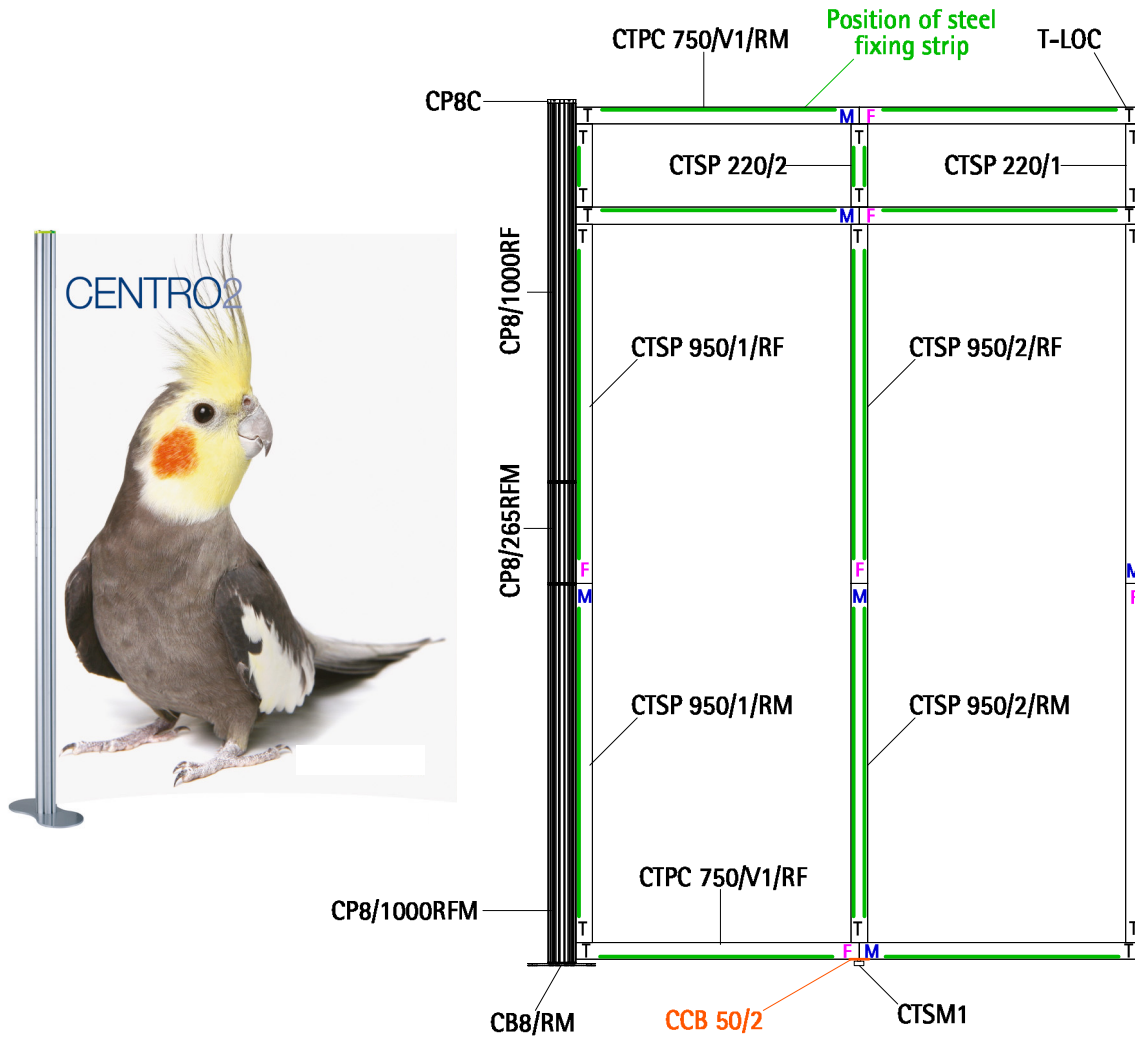 Position of steel
fixing strip
CTPC 750/V1/RM
T-LOC
CP8C
T
M
F
T
T
T
T
CTSP 220/2
CTSP 220/1
T
T
T
T
M
F
T
T
T
T
CENTRO2
CP8/1000RF
CTSP 950/1/RF
CTSP 950/2/RF
CP8/265RFM
F
F
M
M
M
F
CTSP 950/1/RM
CTSP 950/2/RM
CTPC 750/V1/RF
CP8/1000RFM
T
T
T
T
F
M
T
CB8/RM
CCB 50/2
CTSM1